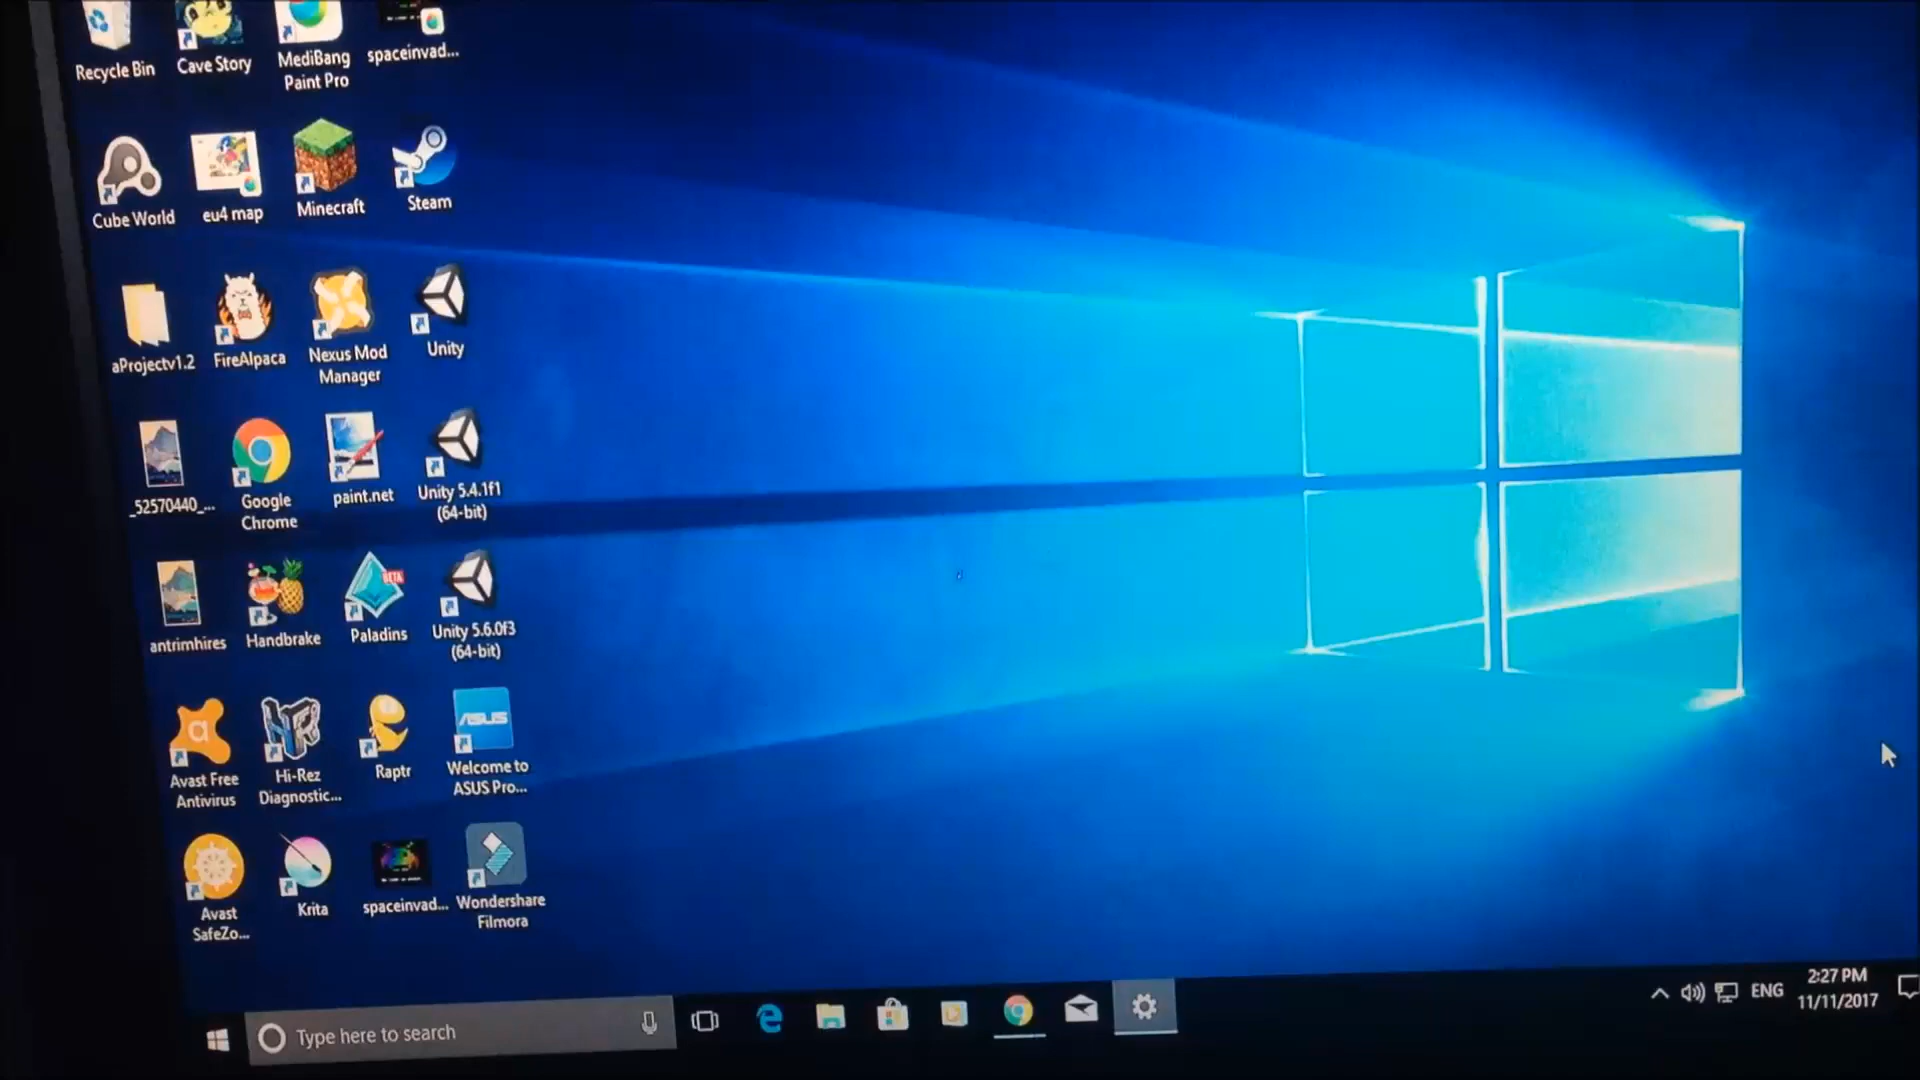 Recycle Bin
Cave Story
MediBang
Paint Pro
spaceinvad...
Cube World
eu4 map
Minecraft
Steam
aProjectv1.2
FireAlpaca
Nexus Mod
Manager
Unity
_52570440_...
Google
Chrome
paint.net
Unity 5.4.1f1
(64-bit)
antrimhires
Handbrake
BETA
Paladins
Unity 5.6.0f3
(64-bit)
Avast Free
Antivirus
Hi-Rez
Diagnostic...
Raptr
ASUS
Welcome to
ASUS Pro...
Avast
SafeZo...
Krita
spaceinvad...
Wondershare
Filmora
Type here to search
ENG
2:27 PM
11/11/2017